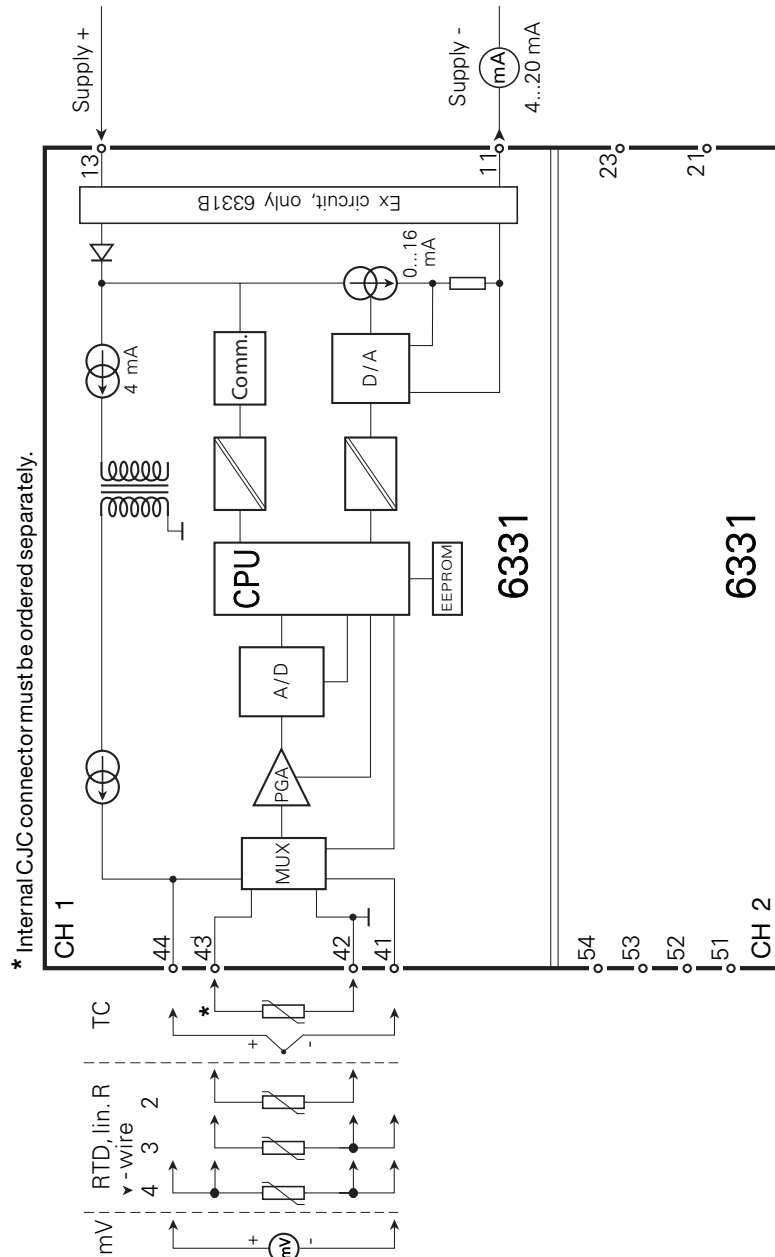 * Internal CJC connector must be ordered separately.
mV
RTD, lin. R
-wire
4
3
2
TC
+
-
mV
+
-
*
CH 1
44
43
42
41
MUX
PGA
A/D
CPU
EEPROM
4 mA
Comm.
D/A
0...16
mA
Ex circuit, only 6331B
13
11
Supply +
Supply -
mA
4...20 mA
6331
CH 2
54
53
52
51
23
21
6331